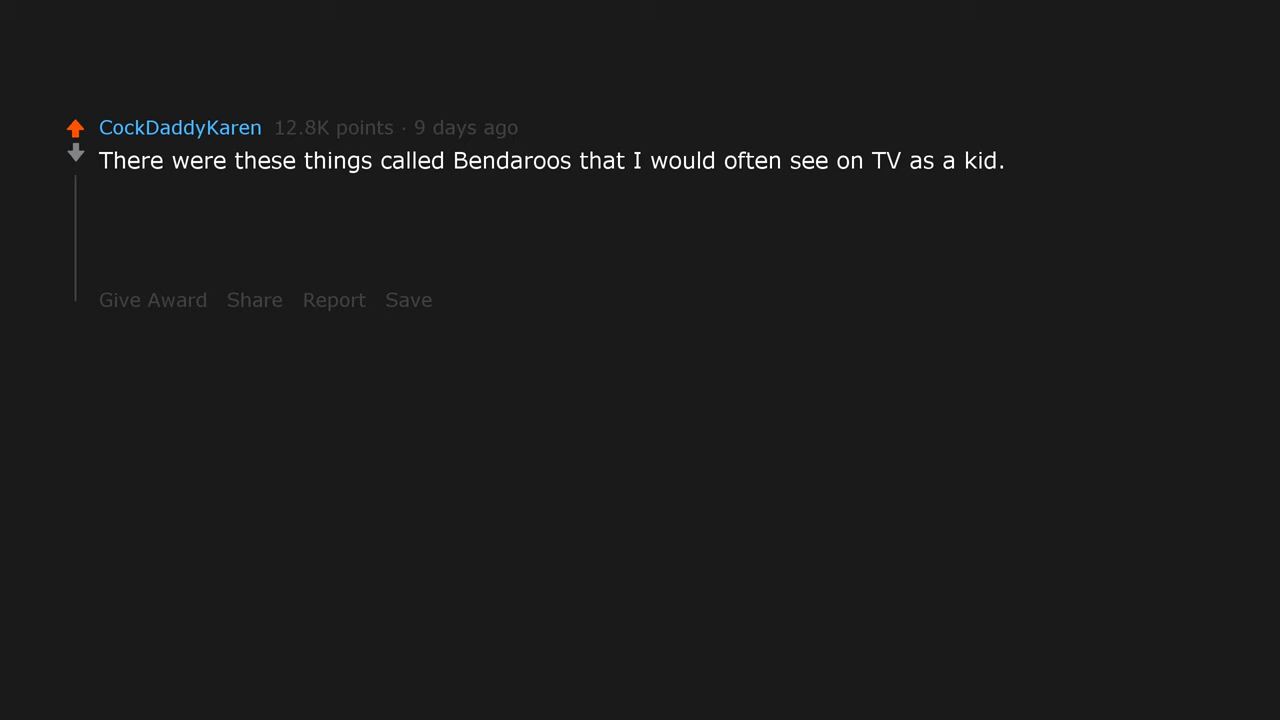 CockDaddyKaren 12.8K points · 9 days ago
There were these things called Bendaroos that I would often see on TV as a kid.
Give Award Share Report Save